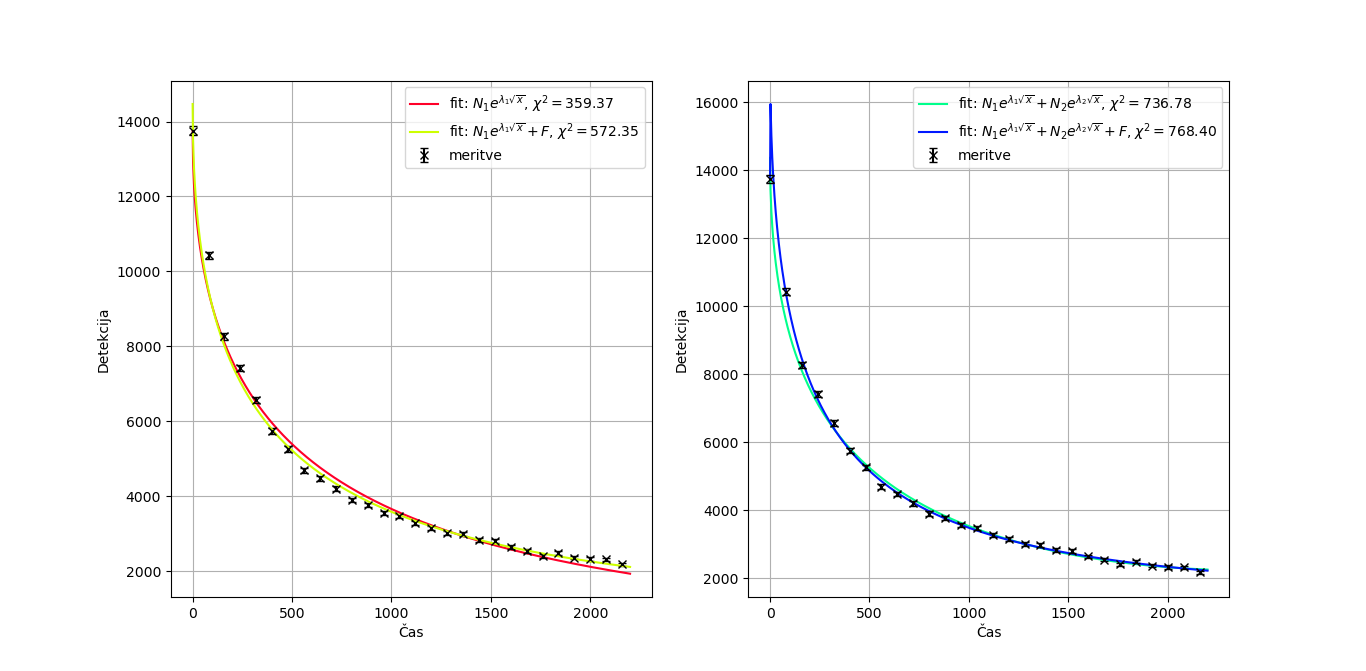 14000
12000
10000
8000
6000
4000
2000
Detekcija
0
500
1000
1500
2000
Čas
fit: N₁e^{λ₁√x}, χ² = 359.37
fit: N₁e^{λ₁√x} + F, χ² = 572.35
meritve
16000
14000
12000
10000
8000
6000
4000
2000
Detekcija
0
500
1000
1500
2000
Čas
fit: N₁e^{λ₁√x} + N₂e^{λ₂√x}, χ² = 736.78
fit: N₁e^{λ₁√x} + N₂e^{λ₂√x} + F, χ² = 768.40
meritve